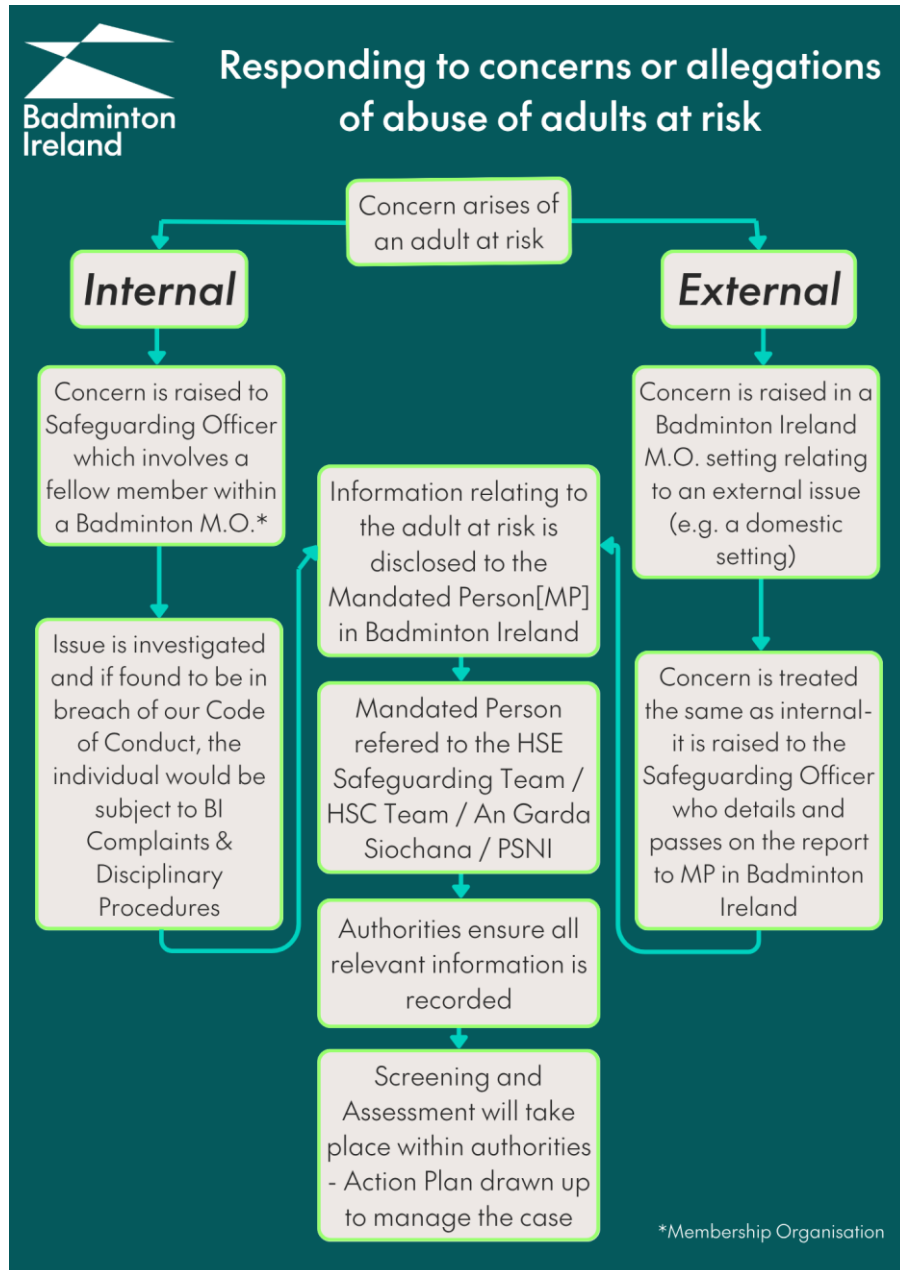 Badminton
Ireland
Responding to concerns or allegations
of abuse of adults at risk
Concern arises of
an adult at risk
Internal
Concern is raised to
Safeguarding Officer
which involves a
fellow member within
a Badminton M.O.*
Issue is investigated
and if found to be in
breach of our Code
of Conduct, the
individual would be
subject to BI
Complaints &
Disciplinary
Procedures
External
Concern is raised in a
Badminton Ireland
M.O. setting relating
to an external issue
(e.g. a domestic
setting)
Concern is treated
the same as internal-
it is raised to the
Safeguarding Officer
who details and
passes on the report
to MP in Badminton
Ireland
Information relating to
the adult at risk is
disclosed to the
Mandated Person[MP]
in Badminton Ireland
Mandated Person
refered to the HSE
Safeguarding Team /
HSC Team / An Garda
Siochana / PSNI
Authorities ensure all
relevant information is
recorded
Screening and
Assessment will take
place within authorities
- Action Plan drawn up
to manage the case
*Membership Organisation